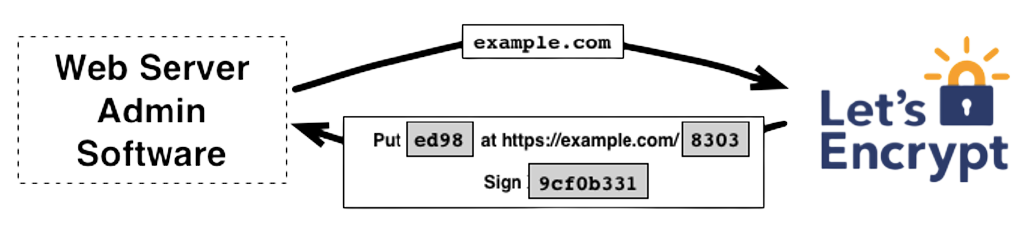 example.com
Web Server
Admin
Software
Put ed98 at https://example.com/ 8303
Sign 9cf0b331
Let's
Encrypt